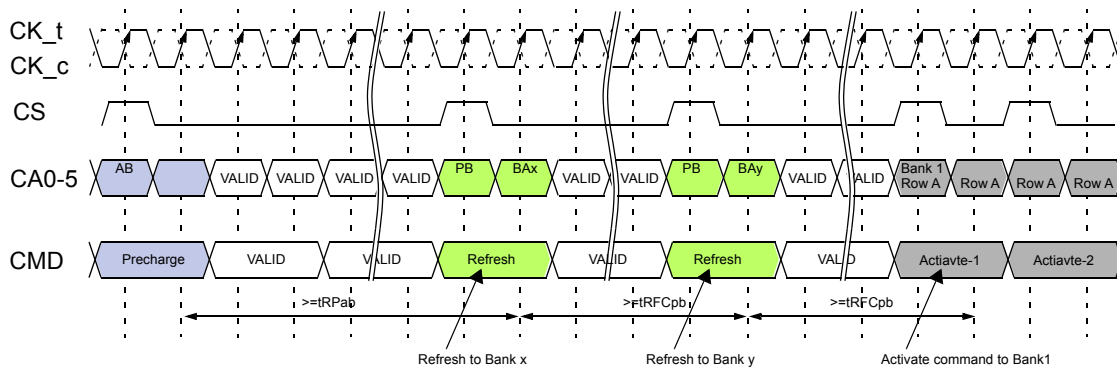 CK_t
CK_c
CS
CA0-5
AB
VALID
VALID
VALID
VALID
PB
BAx
VALID
VALID
PB
BAy
VALID
VALID
Bank 1
Row A
Row A
Row A
Row A
CMD
Precharge
VALID
VALID
Refresh
VALID
Refresh
VALID
Actiavte-1
Actiavte-2
>=tRPab
>=tRFCpb
>=tRFCpb
Refresh to Bank x
Refresh to Bank y
Activate command to Bank1